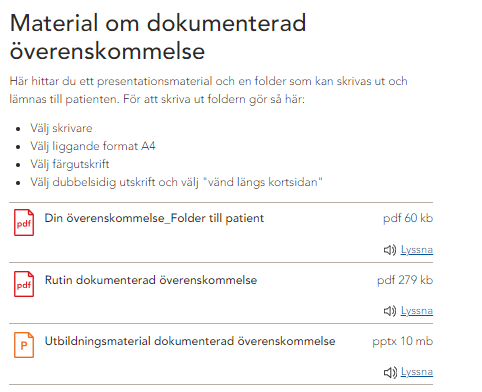 Material om dokumenterad
överenskommelse
Här hittar du ett presentationsmaterial och en folder som kan skrivas ut och
lämnas till patienten. För att skriva ut foldern gör så här:
• Välj skrivare
• Välj liggande format A4
• Välj färgutskrift
• Välj dubbelsidig utskrift och välj "vänd längs kortsidan"
pdf Din överenskommelse_Folder till patient pdf 60 kb
Lyssna
pdf Rutin dokumenterad överenskommelse pdf 279 kb
Lyssna
P Utbildningsmaterial dokumenterad överenskommelse pptx 10 mb
Lyssna